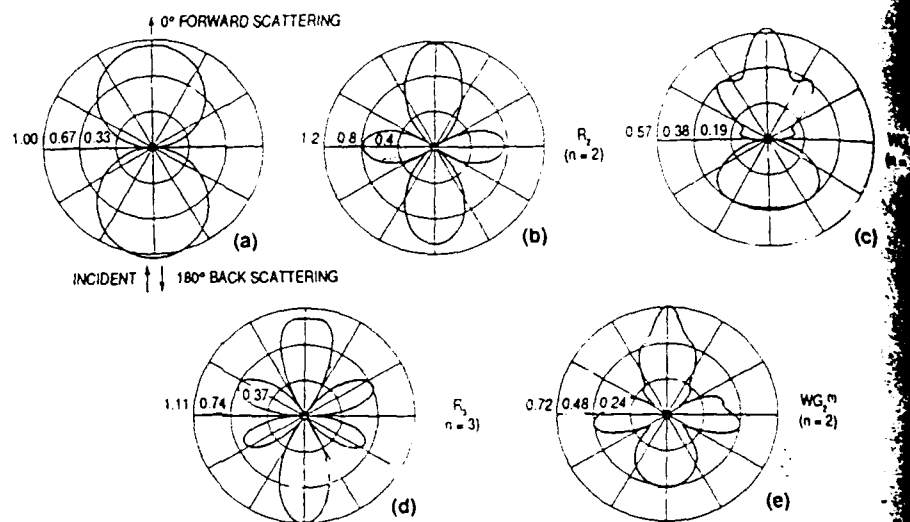 0° FORWARD SCATTERING
1.00 0.67 0.33
(a)
INCIDENT 180° BACK SCATTERING
1.2 0.8 0.4
(b)
R₂
(n = 2)
0.57 0.38 0.19
(c)
1.11 0.74 0.37
(d)
R₃
n = 3)
0.72 0.48 0.24
(e)
WG₂ᵐ
(n = 2)